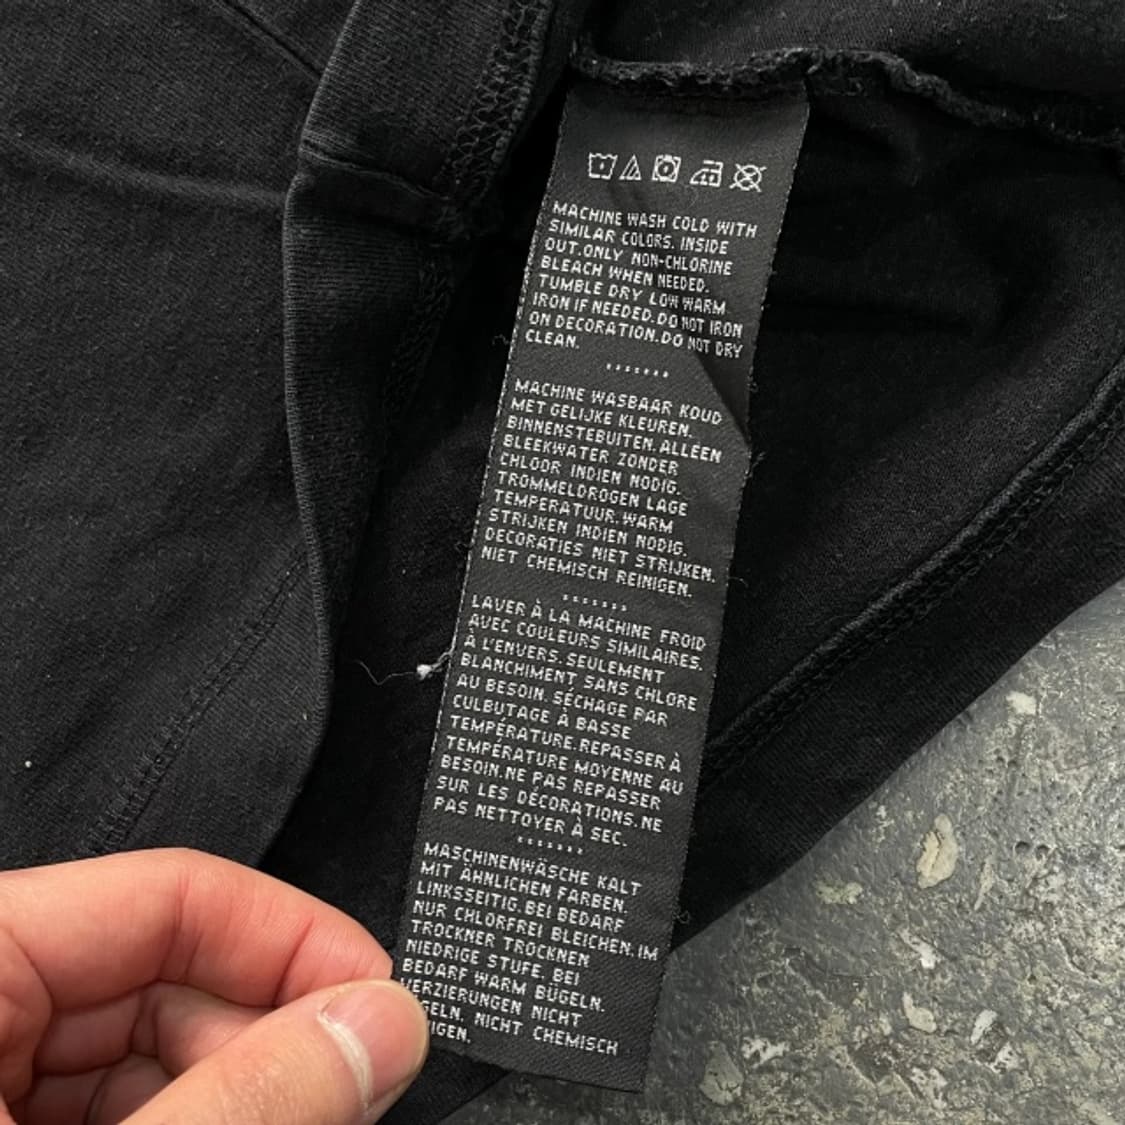 MACHINE WASH COLD WITH
SIMILAR COLORS. INSIDE
OUT.ONLY NON-CHLORINE
BLEACH WHEN NEEDED.
TUMBLE DRY LOW WARM
IRON IF NEEDED.DO NOT IRON
ON DECORATION.DO NOT DRY
CLEAN.
MACHINE WASBAAR KOUD
MET GELIJKE KLEUREN.
BINNENSTEBUITEN.ALLEEN
BLEEKWATER ZONDER
CHLOOR INDIEN NODIG.
TROMMELDROGEN LAGE
TEMPERATUUR.WARM
STRIJKEN INDIEN NODIG.
DECORATIES NIET STRIJKEN.
NIET CHEMISCH REINIGEN.
LAVER À LA MACHINE FROID
AVEC COULEURS SIMILAIRES.
À L'ENVERS.SEULEMENT
BLANCHIMENT SANS CHLORE
AU BESOIN. SÉCHAGE PAR
CULBUTAGE À BASSE
TEMPÉRATURE.REPASSER À
TEMPÉRATURE MOYENNE AU
BESOIN.NE PAS REPASSER
SUR LES DÉCORATIONS.NE
PAS NETTOYER À SEC.
MASCHINENWÄSCHE KALT
MIT ÄHNLICHEN FARBEN.
LINKSSEITIG.BEI BEDARF
NUR CHLORFREI BLEICHEN.IM
TROCKNER TROCKNEN
NIEDRIGE STUFE. BEI
BEDARF WARM BÜGELN.
VERZIERUNGEN NICHT
GELN. NICHT CHEMISCH
IGEN.